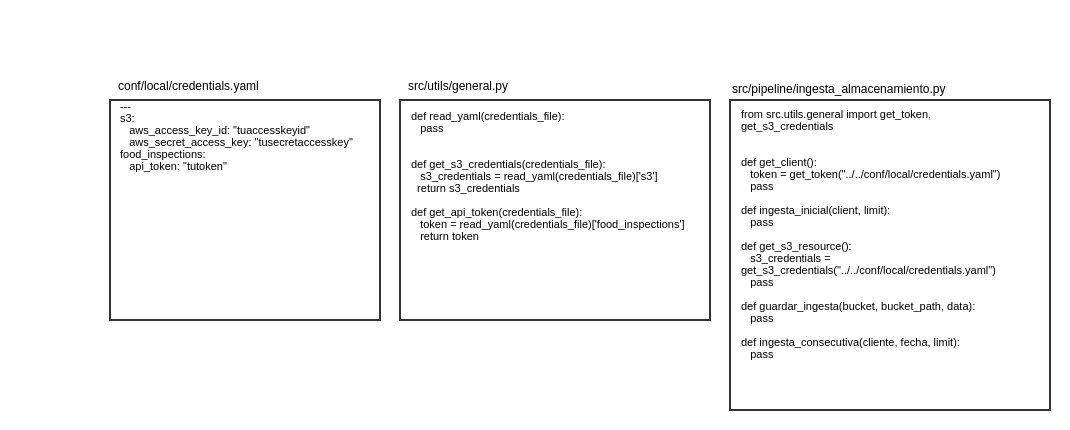 conf/local/credentials.yaml
---
s3:
   aws_access_key_id: "tuaccesskeyid"
   aws_secret_access_key: "tusecretaccesskey"
food_inspections:
   api_token: "tutoken"
src/utils/general.py
def read_yaml(credentials_file):
   pass
def get_s3_credentials(credentials_file):
   s3_credentials = read_yaml(credentials_file)['s3']
  return s3_credentials
def get_api_token(credentials_file):
   token = read_yaml(credentials_file)['food_inspections']
   return token
src/pipeline/ingesta_almacenamiento.py
from src.utils.general import get_token,
get_s3_credentials
def get_client():
   token = get_token("../../conf/local/credentials.yaml")
   pass
def ingesta_inicial(client, limit):
   pass
def get_s3_resource():
   s3_credentials =
get_s3_credentials("../../conf/local/credentials.yaml")
   pass
def guardar_ingesta(bucket, bucket_path, data):
   pass
def ingesta_consecutiva(cliente, fecha, limit):
   pass